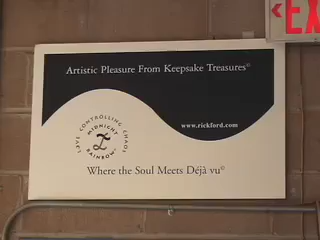 EX
Artistic Pleasure From Keepsake Treasures©
www.rickford.com
LOVE CONTROLLING CHAOS
MIDNIGHT
RAINBOW
Where the Soul Meets Déjà vu©